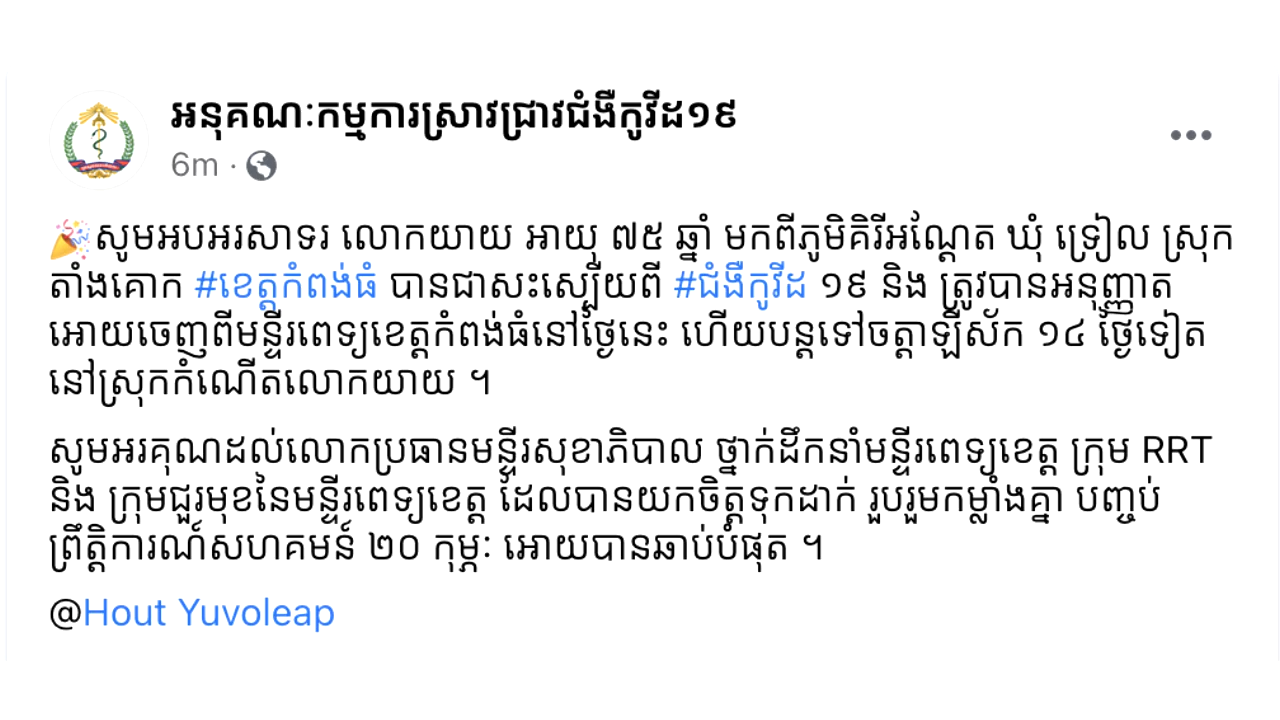 អនុគណៈកម្មការស្រាវជ្រាវជំងឺកូវីដ១៩
6m ·
🎉សូមអបអរសាទរ លោកយាយ អាយុ ៧៥ ឆ្នាំ មកពីភូមិគិរីអណ្តែត ឃុំ ទ្រៀល ស្រុក
តាំងគោក #ខេត្តកំពង់ធំ បានជាសះស្បើយពី #ជំងឺកូវីដ ១៩ និង ត្រូវបានអនុញ្ញាត
អោយចេញពីមន្ទីរពេទ្យខេត្តកំពង់ធំនៅថ្ងៃនេះ ហើយបន្តទៅចត្តាឡីស័ក ១៤ ថ្ងៃទៀត
នៅស្រុកកំណើតលោកយាយ ។
សូមអរគុណដល់លោកប្រធានមន្ទីរសុខាភិបាល ថ្នាក់ដឹកនាំមន្ទីរពេទ្យខេត្ត ក្រុម RRT
និង ក្រុមជួរមុខនៃមន្ទីរពេទ្យខេត្ត ដែលបានយកចិត្តទុកដាក់ រួបរួមកម្លាំងគ្នា បញ្ចប់
ព្រឹត្តិការណ៍សហគមន៍ ២០ កុម្ភៈ អោយបានឆាប់បំផុត ។
@Hout Yuvoleap